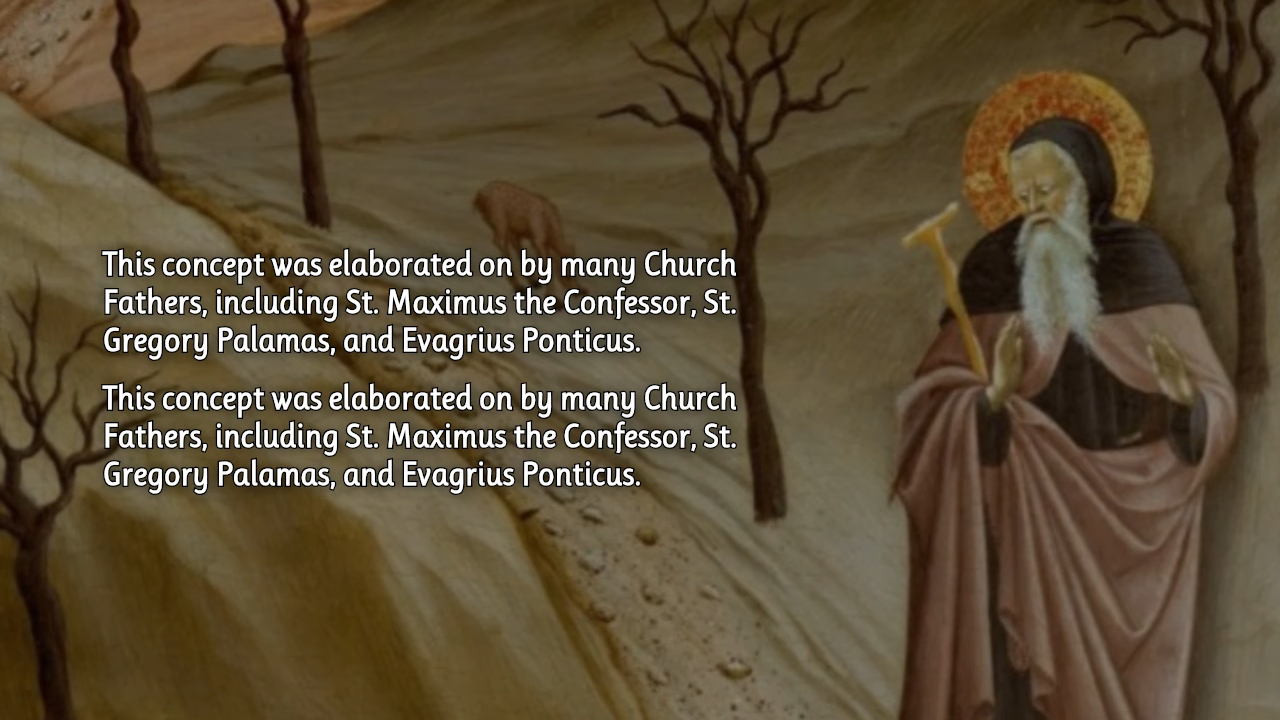 This concept was elaborated on by many Church
Fathers, including St. Maximus the Confessor, St.
Gregory Palamas, and Evagrius Ponticus.
This concept was elaborated on by many Church
Fathers, including St. Maximus the Confessor, St.
Gregory Palamas, and Evagrius Ponticus.